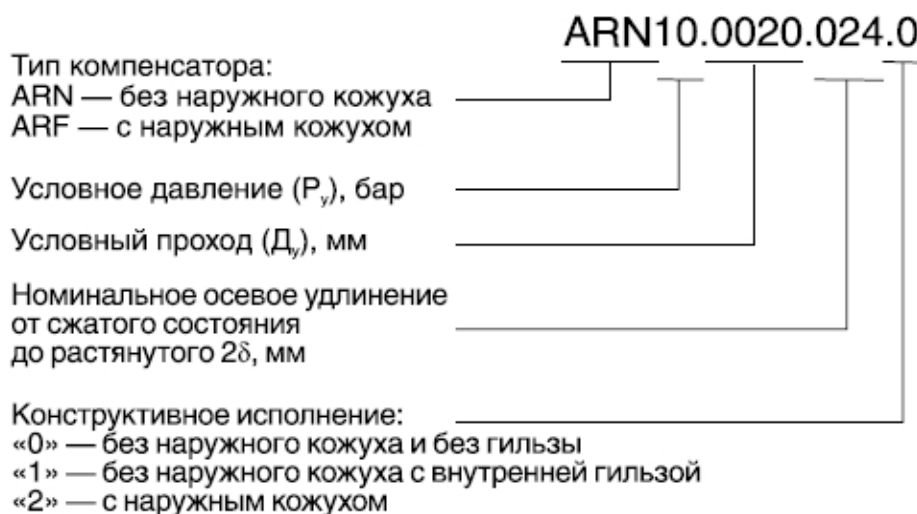 ARN10.0020.024.0
Тип компенсатора:
ARN — без наружного кожуха
ARF — с наружным кожухом
Условное давление (Pу), бар
Условный проход (Ду), мм
Номинальное осевое удлинение
от сжатого состояния
до растянутого 2δ, мм
Конструктивное исполнение:
«0» — без наружного кожуха и без гильзы
«1» — без наружного кожуха с внутренней гильзой
«2» — с наружным кожухом